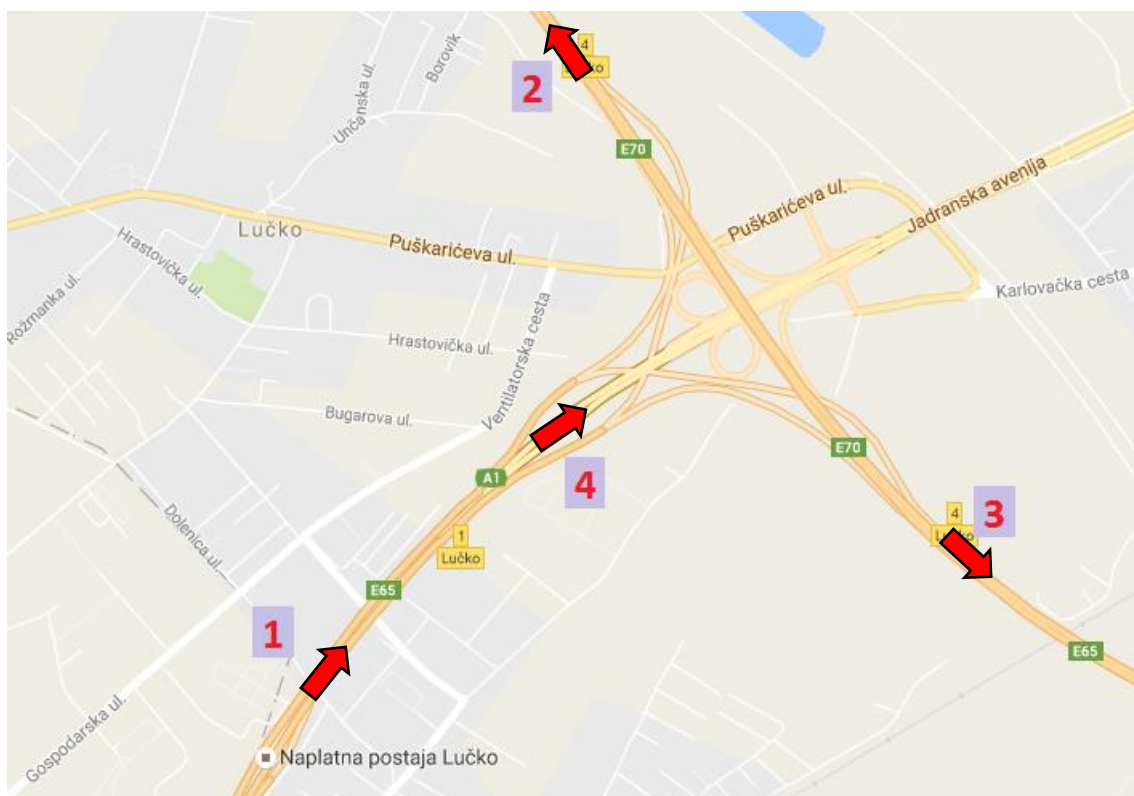 Borovik
4
2
Unčanska ul.
E70
Jadranska avenija
Puškarićeva ul.
Lučko
Puškarićeva ul.
Hrastovička ul.
Karlovačka cesta
Rožmanka ul.
Hrastovička ul.
Ventilatorska cesta
Bugarova ul.
E70
A1
4
4
3
Dolenica ul.
1
Lučko
E65
1
E65
Gospodarska ul.
Naplatna postaja Lučko